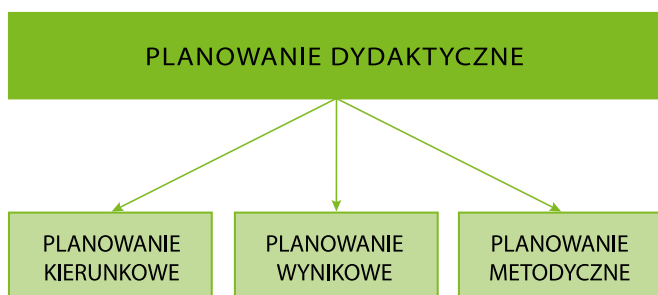 PLANOWANIE DYDAKTYCZNE
PLANOWANIE
KIERUNKOWE
PLANOWANIE
WYNIKOWE
PLANOWANIE
METODYCZNE